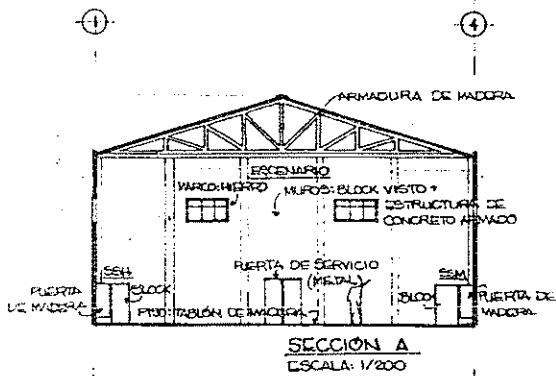 1
4
ARMADURA DE MADERA
ESCENARIO
MARCO: HIERRO
MUROS: BLOCK VISTO +
ESTRUCTURA DE
CONCRETO ARMADO
PUERTA DE SERVICIO
(METAL)
SSH
SSM
PUERTA
DE MADERA
BLOCK
BLOCK
PUERTA DE
MADERA
PISO: TABLÓN DE MADERA
SECCIÓN A
ESCALA: 1/200